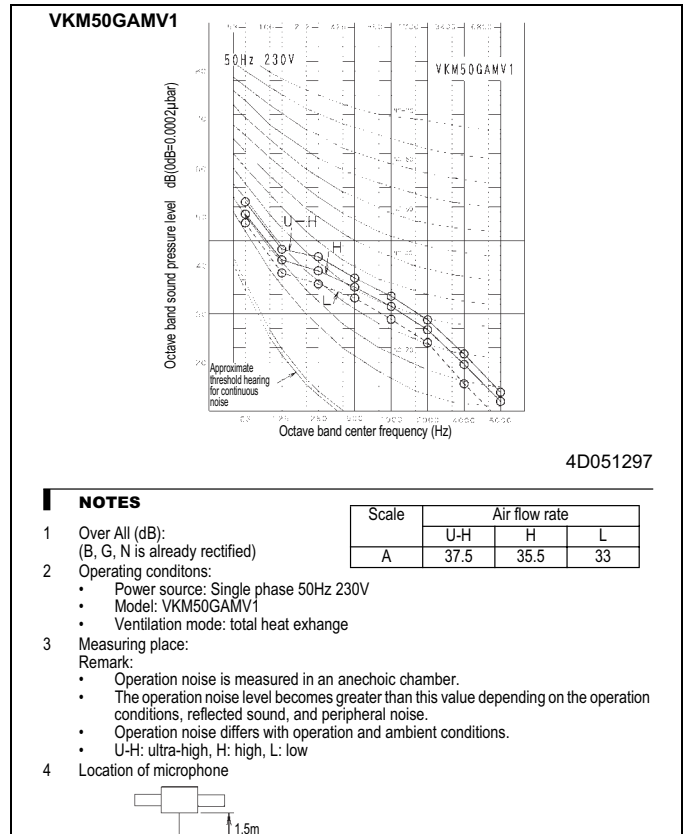 VKM50GAMV1
50Hz 230V
VKM50GAMV1
Octave band sound pressure level dB(0dB=0.0002µbar)
U-H
H
L
Approximate
threshold hearing
for continuous
noise
Octave band center frequency (Hz)
4D051297
NOTES
Scale Air flow rate
U-H H L
A 37.5 35.5 33
1 Over All (dB):
(B, G, N is already rectified)
2 Operating conditons:
• Power source: Single phase 50Hz 230V
• Model: VKM50GAMV1
• Ventilation mode: total heat exhange
3 Measuring place:
Remark:
• Operation noise is measured in an anechoic chamber.
• The operation noise level becomes greater than this value depending on the operation
conditions, reflected sound, and peripheral noise.
• Operation noise differs with operation and ambient conditions.
• U-H: ultra-high, H: high, L: low
4 Location of microphone
1.5m